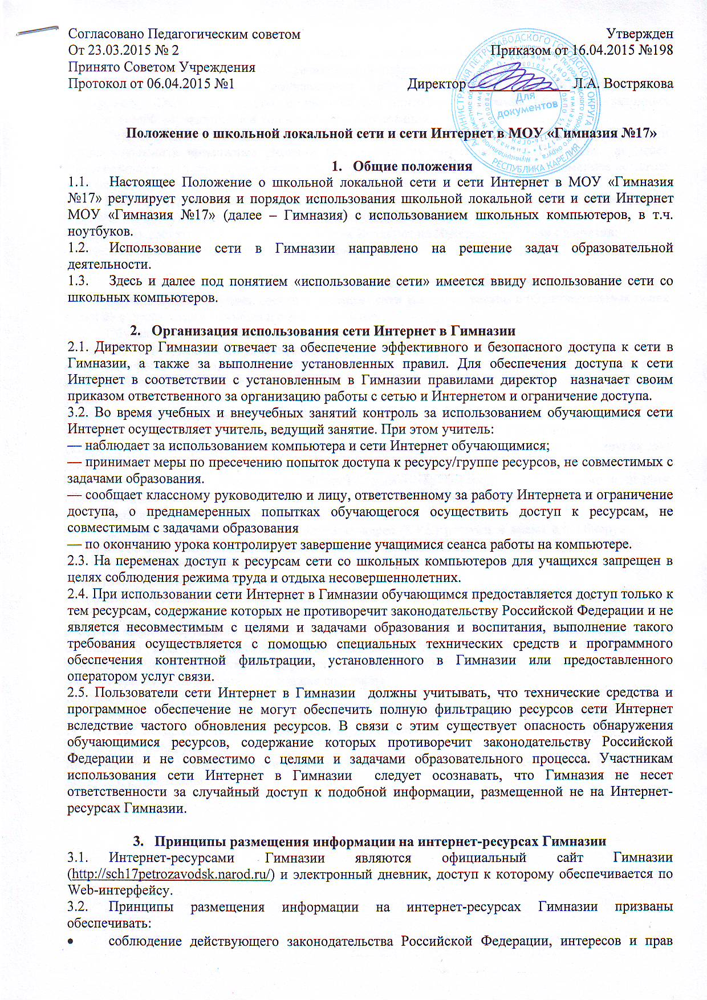 Согласовано Педагогическим советом
Утвержден
От 23.03.2015 № 2
Приказом от 16.04.2015 №198
Принято Советом Учреждения
Протокол от 06.04.2015 №1
Директор Л.А. Вострякова
АДМИНИСТРАЦИЯ ПЕТРОЗАВОДСКОГО ГОРОДСКОГО ОКРУГА
РЕСПУБЛИКА КАРЕЛИЯ
Для
документов
Положение о школьной локальной сети и сети Интернет в МОУ «Гимназия №17»
1. Общие положения
1.1. Настоящее Положение о школьной локальной сети и сети Интернет в МОУ «Гимназия
№17» регулирует условия и порядок использования школьной локальной сети и сети Интернет
МОУ «Гимназия №17» (далее – Гимназия) с использованием школьных компьютеров, в т.ч.
ноутбуков.
1.2. Использование сети в Гимназии направлено на решение задач образовательной
деятельности.
1.3. Здесь и далее под понятием «использование сети» имеется ввиду использование сети со
школьных компьютеров.
2. Организация использования сети Интернет в Гимназии
2.1. Директор Гимназии отвечает за обеспечение эффективного и безопасного доступа к сети в
Гимназии, а также за выполнение установленных правил. Для обеспечения доступа к сети
Интернет в соответствии с установленным в Гимназии правилами директор назначает своим
приказом ответственного за организацию работы с сетью и Интернетом и ограничение доступа.
3.2. Во время учебных и внеучебных занятий контроль за использованием обучающимися сети
Интернет осуществляет учитель, ведущий занятие. При этом учитель:
— наблюдает за использованием компьютера и сети Интернет обучающимися;
— принимает меры по пресечению попыток доступа к ресурсу/группе ресурсов, не совместимых с
задачами образования.
— сообщает классному руководителю и лицу, ответственному за работу Интернета и ограничение
доступа, о преднамеренных попытках обучающегося осуществить доступ к ресурсам, не
совместимым с задачами образования
— по окончанию урока контролирует завершение учащимися сеанса работы на компьютере.
2.3. На переменах доступ к ресурсам сети со школьных компьютеров для учащихся запрещен в
целях соблюдения режима труда и отдыха несовершеннолетних.
2.4. При использовании сети Интернет в Гимназии обучающимся предоставляется доступ только к
тем ресурсам, содержание которых не противоречит законодательству Российской Федерации и не
является несовместимым с целями и задачами образования и воспитания, выполнение такого
требования осуществляется с помощью специальных технических средств и программного
обеспечения контентной фильтрации, установленного в Гимназии или предоставленного
оператором услуг связи.
2.5. Пользователи сети Интернет в Гимназии должны учитывать, что технические средства и
программное обеспечение не могут обеспечить полную фильтрацию ресурсов сети Интернет
вследствие частого обновления ресурсов. В связи с этим существует опасность обнаружения
обучающимися ресурсов, содержание которых противоречит законодательству Российской
Федерации и не совместимо с целями и задачами образовательного процесса. Участникам
использования сети Интернет в Гимназии следует осознавать, что Гимназия не несет
ответственности за случайный доступ к подобной информации, размещенной не на Интернет-
ресурсах Гимназии.
3. Принципы размещения информации на интернет-ресурсах Гимназии
3.1. Интернет-ресурсами Гимназии являются официальный сайт Гимназии
(http://sch17petrozavodsk.narod.ru/) и электронный дневник, доступ к которому обеспечивается по
Web-интерфейсу.
3.2. Принципы размещения информации на интернет-ресурсах Гимназии призваны
обеспечивать:
• соблюдение действующего законодательства Российской Федерации, интересов и прав